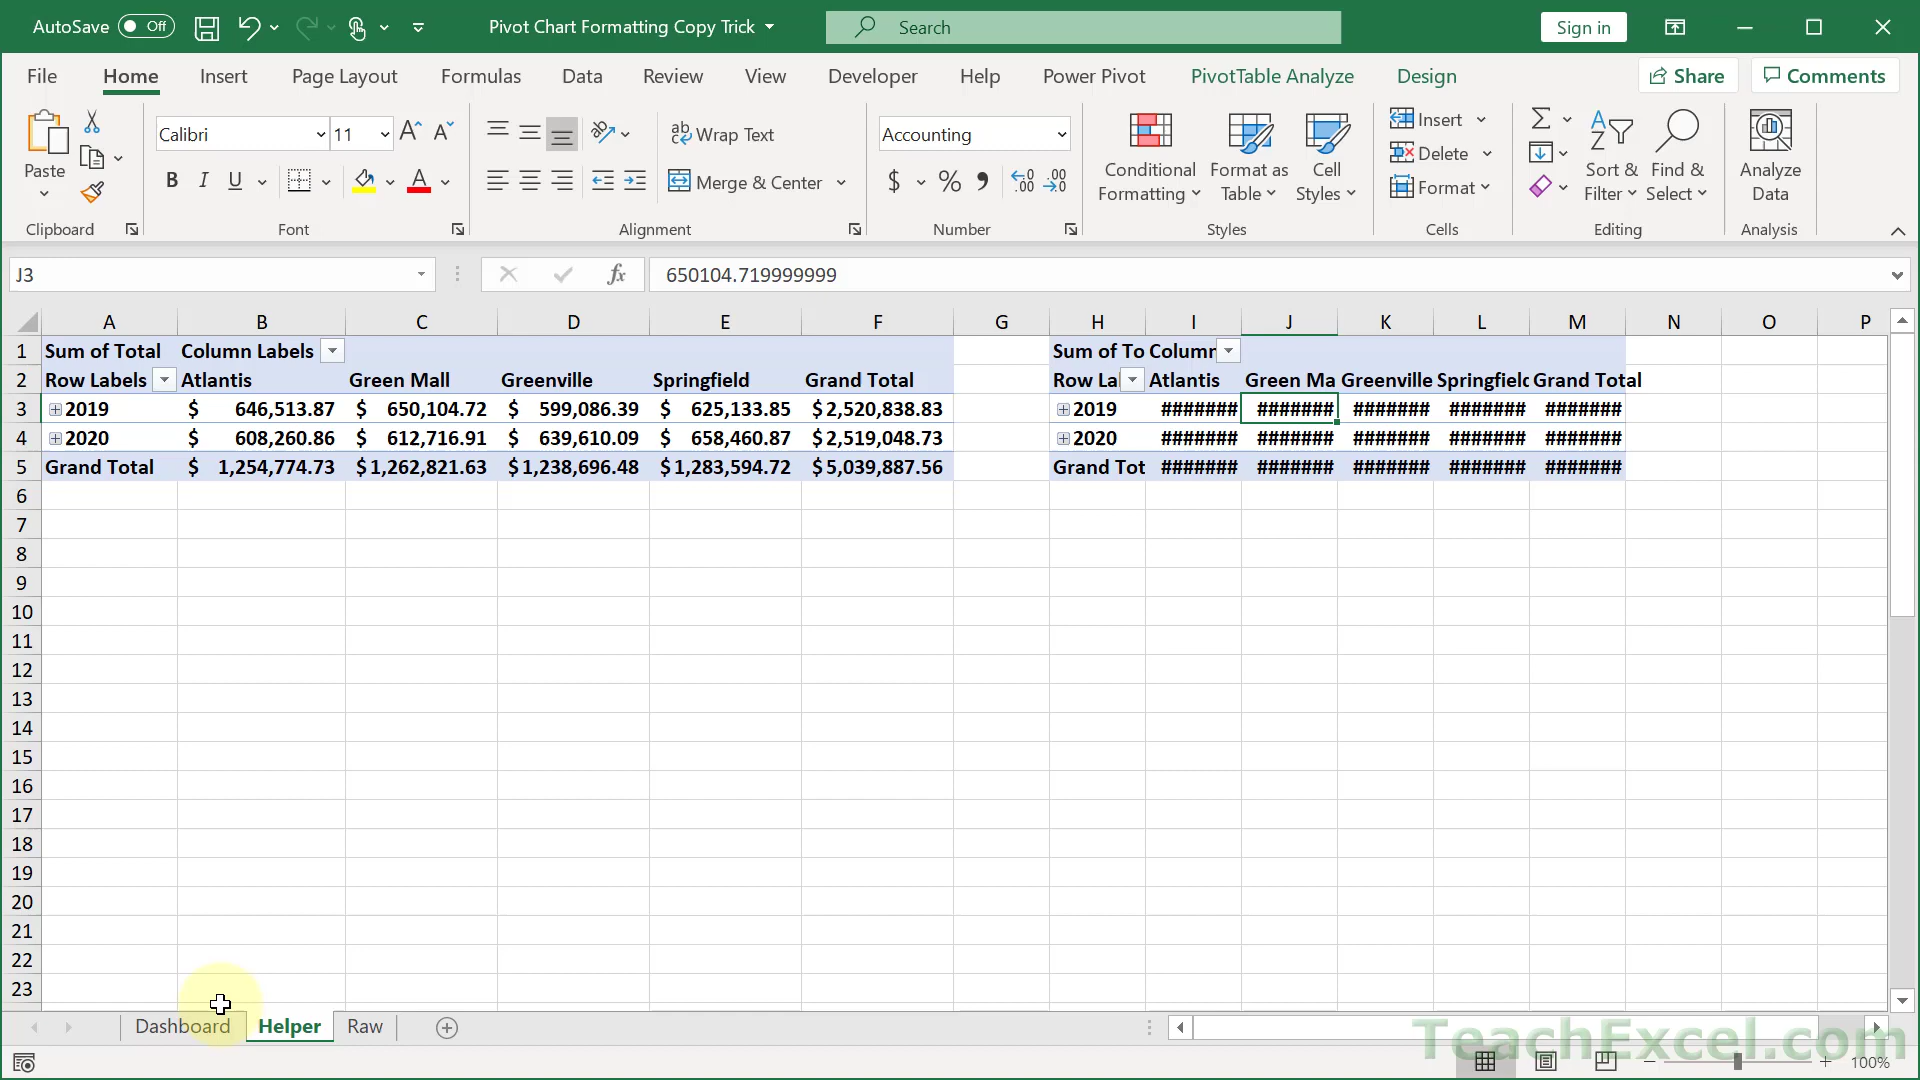 AutoSave Off Pivot Chart Formatting Copy Trick Search Sign in
File Home Insert Page Layout Formulas Data Review View Developer Help Power Pivot PivotTable Analyze Design Share Comments
Paste
Clipboard
Calibri 11 A A
B I U A
Font
ab Wrap Text
Merge & Center
Alignment
Accounting
$ % 9 .00 .00
Number
Conditional Formatting
Format as Table
Cell Styles
Styles
Insert
Delete
Format
Cells
Sort & Filter
Find & Select
Editing
Analyze Data
Analysis
J3 fx 650104.719999999
A B C D E F G H I J K L M N O P
1 Sum of Total Column Labels Sum of To Column
2 Row Labels Atlantis Green Mall Greenville Springfield Grand Total Row La Atlantis Green Ma Greenville Springfield Grand Total
3 2019 $ 646,513.87 $ 650,104.72 $ 599,086.39 $ 625,133.85 $ 2,520,838.83 2019 ####### ####### ####### ####### #######
4 2020 $ 608,260.86 $ 612,716.91 $ 639,610.09 $ 658,460.87 $ 2,519,048.73 2020 ####### ####### ####### ####### #######
5 Grand Total $ 1,254,774.73 $ 1,262,821.63 $ 1,238,696.48 $ 1,283,594.72 $ 5,039,887.56 Grand Tot ####### ####### ####### ####### #######
6
7
8
9
10
11
12
13
14
15
16
17
18
19
20
21
22
23
Dashboard Helper Raw
TeachExcel.com
100%